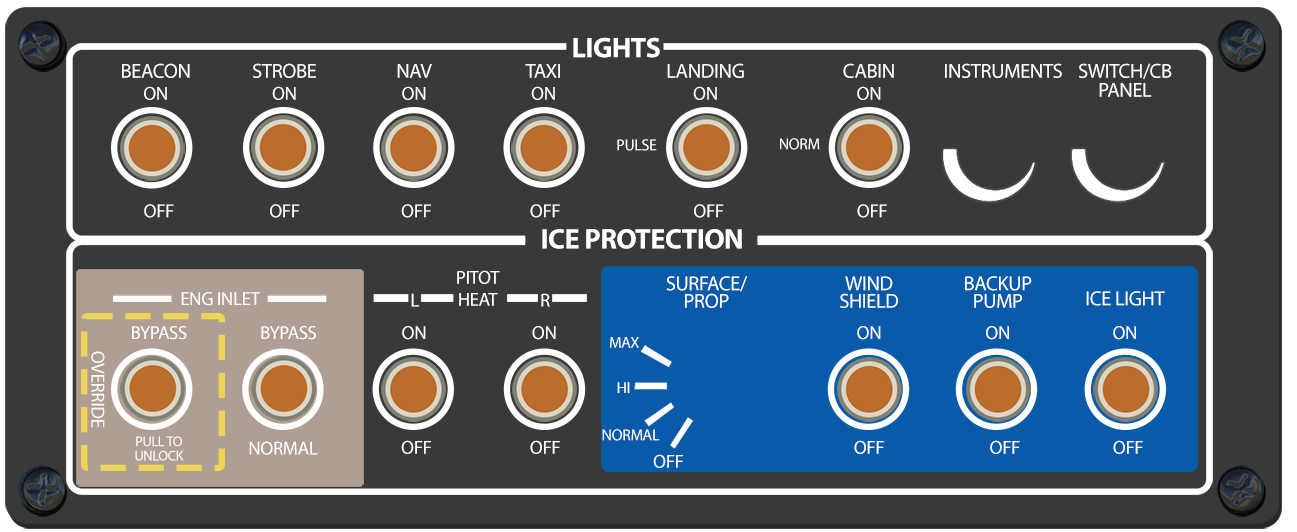 LIGHTS
BEACON STROBE NAV TAXI LANDING CABIN INSTRUMENTS SWITCH/CB
PANEL
ON ON ON ON ON ON
PULSE NORM
OFF OFF OFF OFF OFF OFF
ICE PROTECTION
ENG INLET
PITOT
L HEAT R
SURFACE/
PROP
WIND
SHIELD
BACKUP
PUMP
ICE LIGHT
BYPASS BYPASS ON ON ON ON ON
OVERRIDE
MAX
HI
NORMAL
OFF
PULL TO
UNLOCK
NORMAL OFF OFF OFF OFF OFF